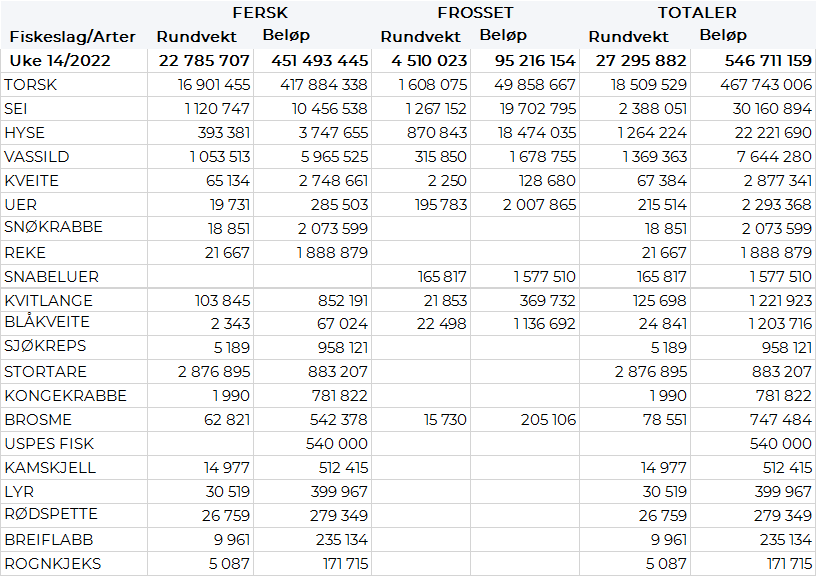 FERSK FROSSET TOTALER
Fiskeslag/Arter Rundvekt Beløp Rundvekt Beløp Rundvekt Beløp
Uke 14/2022 22 785 707 451 493 445 4 510 023 95 216 154 27 295 882 546 711 159
TORSK 16 901 455 417 884 338 1 608 075 49 858 667 18 509 529 467 743 006
SEI 1 120 747 10 456 538 1 267 152 19 702 795 2 388 051 30 160 894
HYSE 393 381 3 747 655 870 843 18 474 035 1 264 224 22 221 690
VASSILD 1 053 513 5 965 525 315 850 1 678 755 1 369 363 7 644 280
KVEITE 65 134 2 748 661 2 250 128 680 67 384 2 877 341
UER 19 731 285 503 195 783 2 007 865 215 514 2 293 368
SNØKRABBE 18 851 2 073 599 18 851 2 073 599
REKE 21 667 1 888 879 21 667 1 888 879
SNABELUER 165 817 1 577 510 165 817 1 577 510
KVITLANGE 103 845 852 191 21 853 369 732 125 698 1 221 923
BLÅKVEITE 2 343 67 024 22 498 1 136 692 24 841 1 203 716
SJØKREPS 5 189 958 121 5 189 958 121
STORTARE 2 876 895 883 207 2 876 895 883 207
KONGEKRABBE 1 990 781 822 1 990 781 822
BROSME 62 821 542 378 15 730 205 106 78 551 747 484
USPES FISK 540 000 540 000
KAMSKJELL 14 977 512 415 14 977 512 415
LYR 30 519 399 967 30 519 399 967
RØDSPETTE 26 759 279 349 26 759 279 349
BREIFLABB 9 961 235 134 9 961 235 134
ROGNKJEKS 5 087 171 715 5 087 171 715